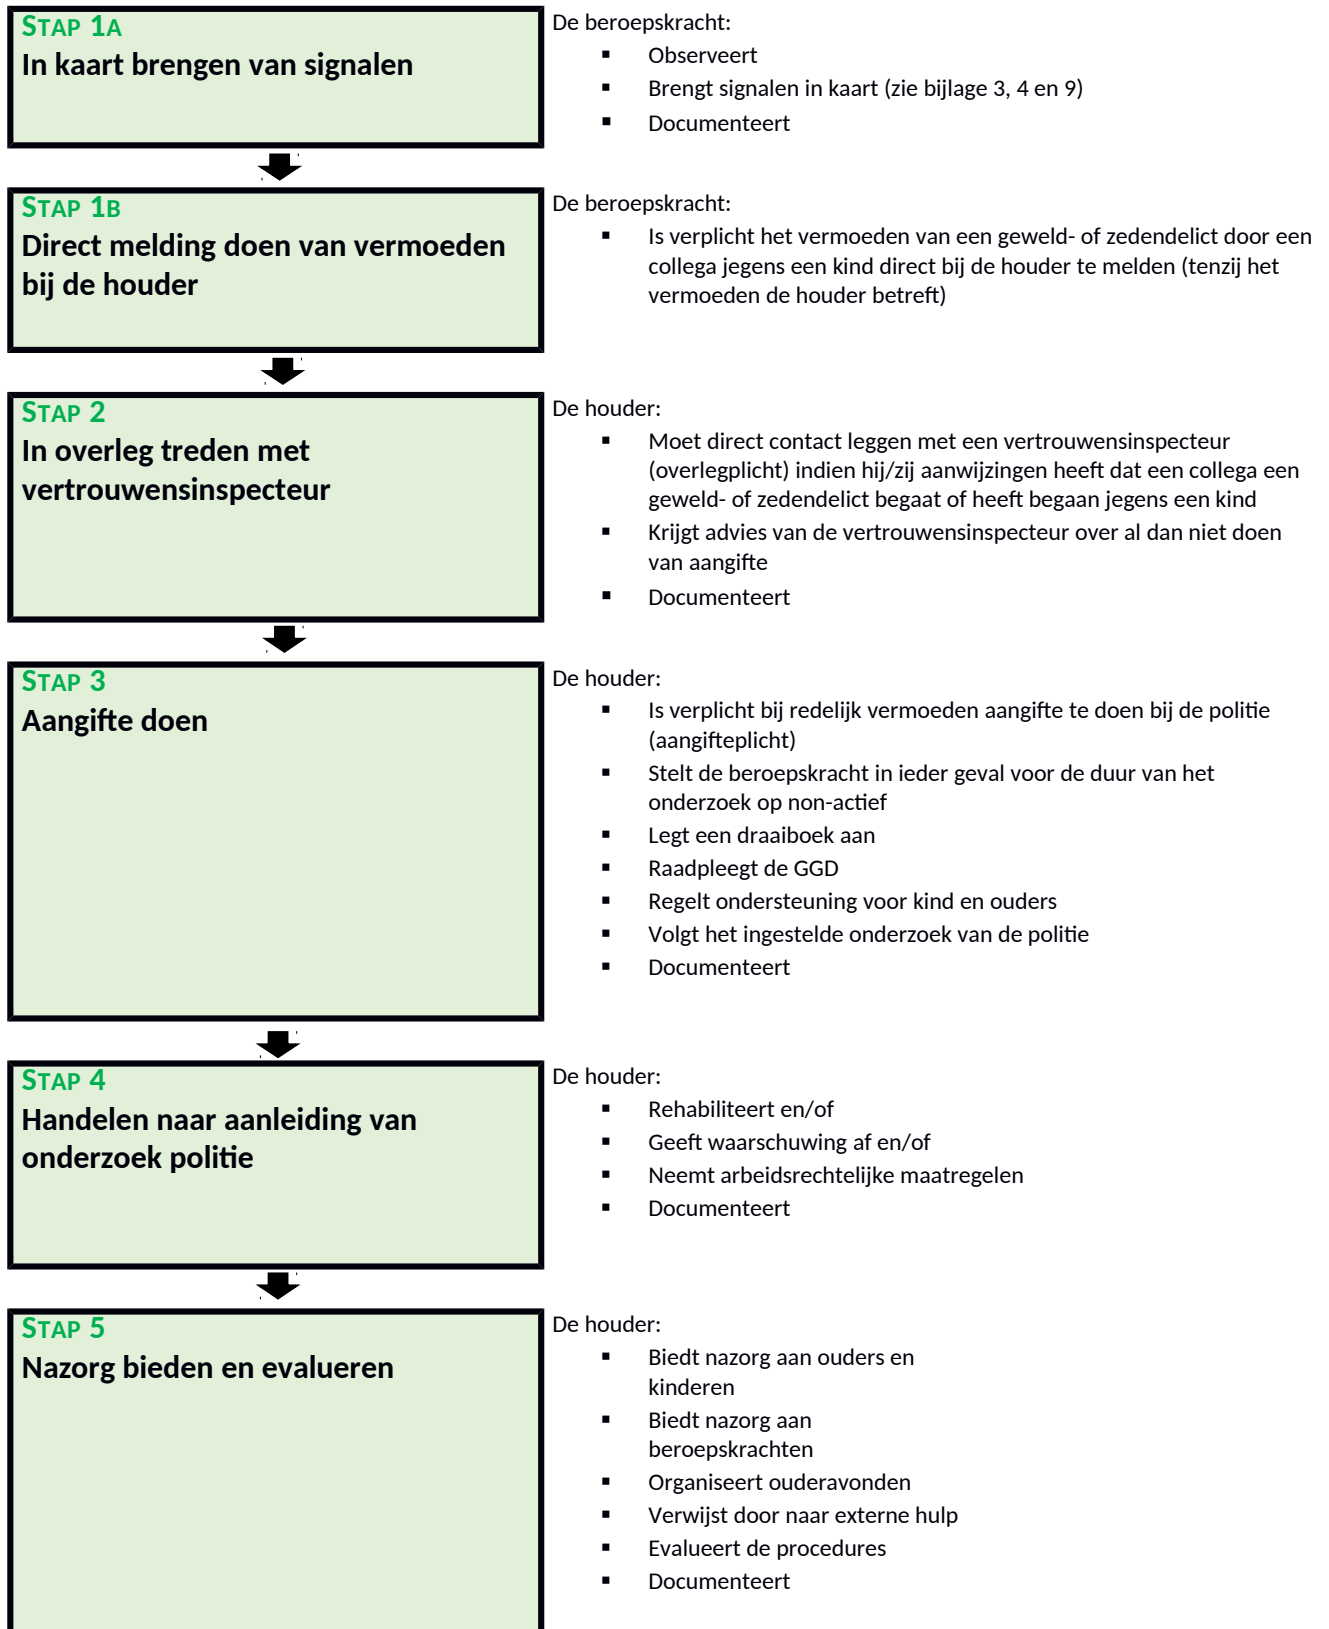 STAP 1A
In kaart brengen van signalen
De beroepskracht:
▪ Observeert
▪ Brengt signalen in kaart (zie bijlage 3, 4 en 9)
▪ Documenteert
STAP 1B
Direct melding doen van vermoeden
bij de houder
De beroepskracht:
▪ Is verplicht het vermoeden van een geweld- of zedendelict door een
collega jegens een kind direct bij de houder te melden (tenzij het
vermoeden de houder betreft)
STAP 2
In overleg treden met
vertrouwensinspecteur
De houder:
▪ Moet direct contact leggen met een vertrouwensinspecteur
(overlegplicht) indien hij/zij aanwijzingen heeft dat een collega een
geweld- of zedendelict begaat of heeft begaan jegens een kind
▪ Krijgt advies van de vertrouwensinspecteur over al dan niet doen
van aangifte
▪ Documenteert
STAP 3
Aangifte doen
De houder:
▪ Is verplicht bij redelijk vermoeden aangifte te doen bij de politie
(aangifteplicht)
▪ Stelt de beroepskracht in ieder geval voor de duur van het
onderzoek op non-actief
▪ Legt een draaiboek aan
▪ Raadpleegt de GGD
▪ Regelt ondersteuning voor kind en ouders
▪ Volgt het ingestelde onderzoek van de politie
▪ Documenteert
STAP 4
Handelen naar aanleiding van
onderzoek politie
De houder:
▪ Rehabiliteert en/of
▪ Geeft waarschuwing af en/of
▪ Neemt arbeidsrechtelijke maatregelen
▪ Documenteert
STAP 5
Nazorg bieden en evalueren
De houder:
▪ Biedt nazorg aan ouders en
kinderen
▪ Biedt nazorg aan
beroepskrachten
▪ Organiseert ouderavonden
▪ Verwijst door naar externe hulp
▪ Evalueert de procedures
▪ Documenteert